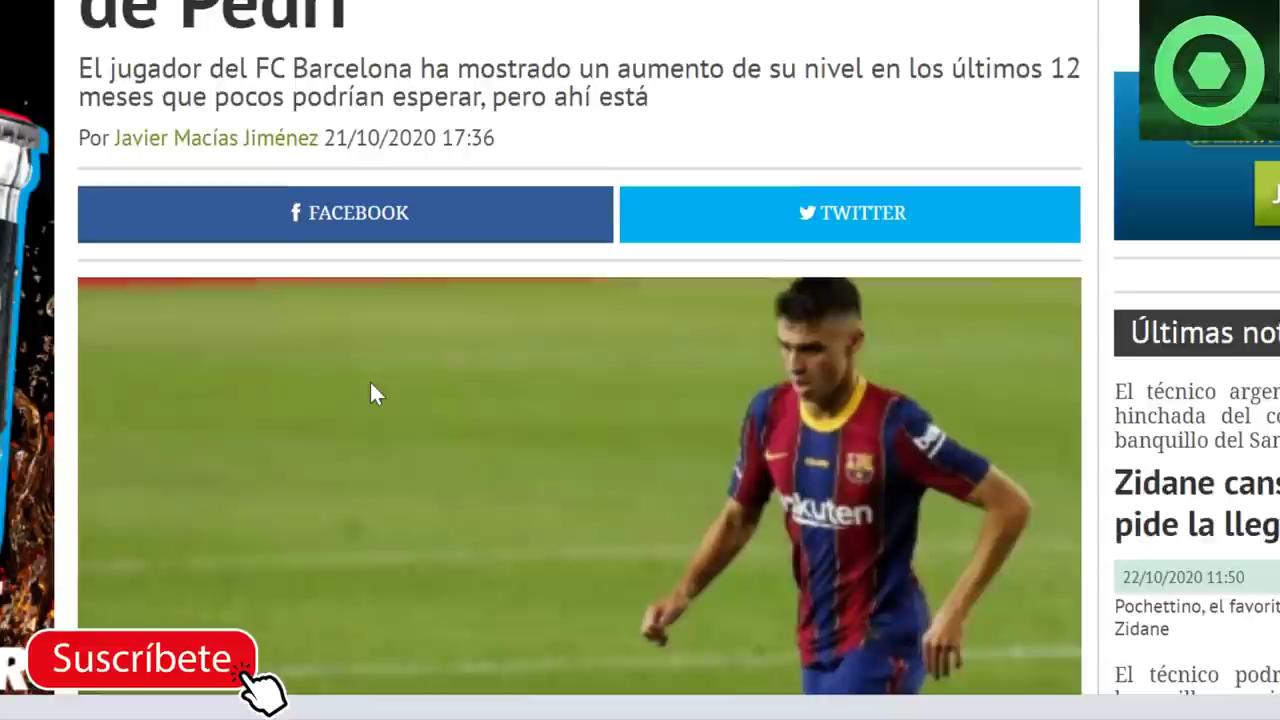 de Pedri
El jugador del FC Barcelona ha mostrado un aumento de su nivel en los últimos 12
meses que pocos podrían esperar, pero ahí está
Por Javier Macías Jiménez 21/10/2020 17:36
FACEBOOK
TWITTER
kuten
Últimas not
El técnico argen
hinchada del co
banquillo del San
Zidane cans
pide la lleg
22/10/2020 11:50
Pochettino, el favorit
Zidane
El técnico podr
Suscríbete